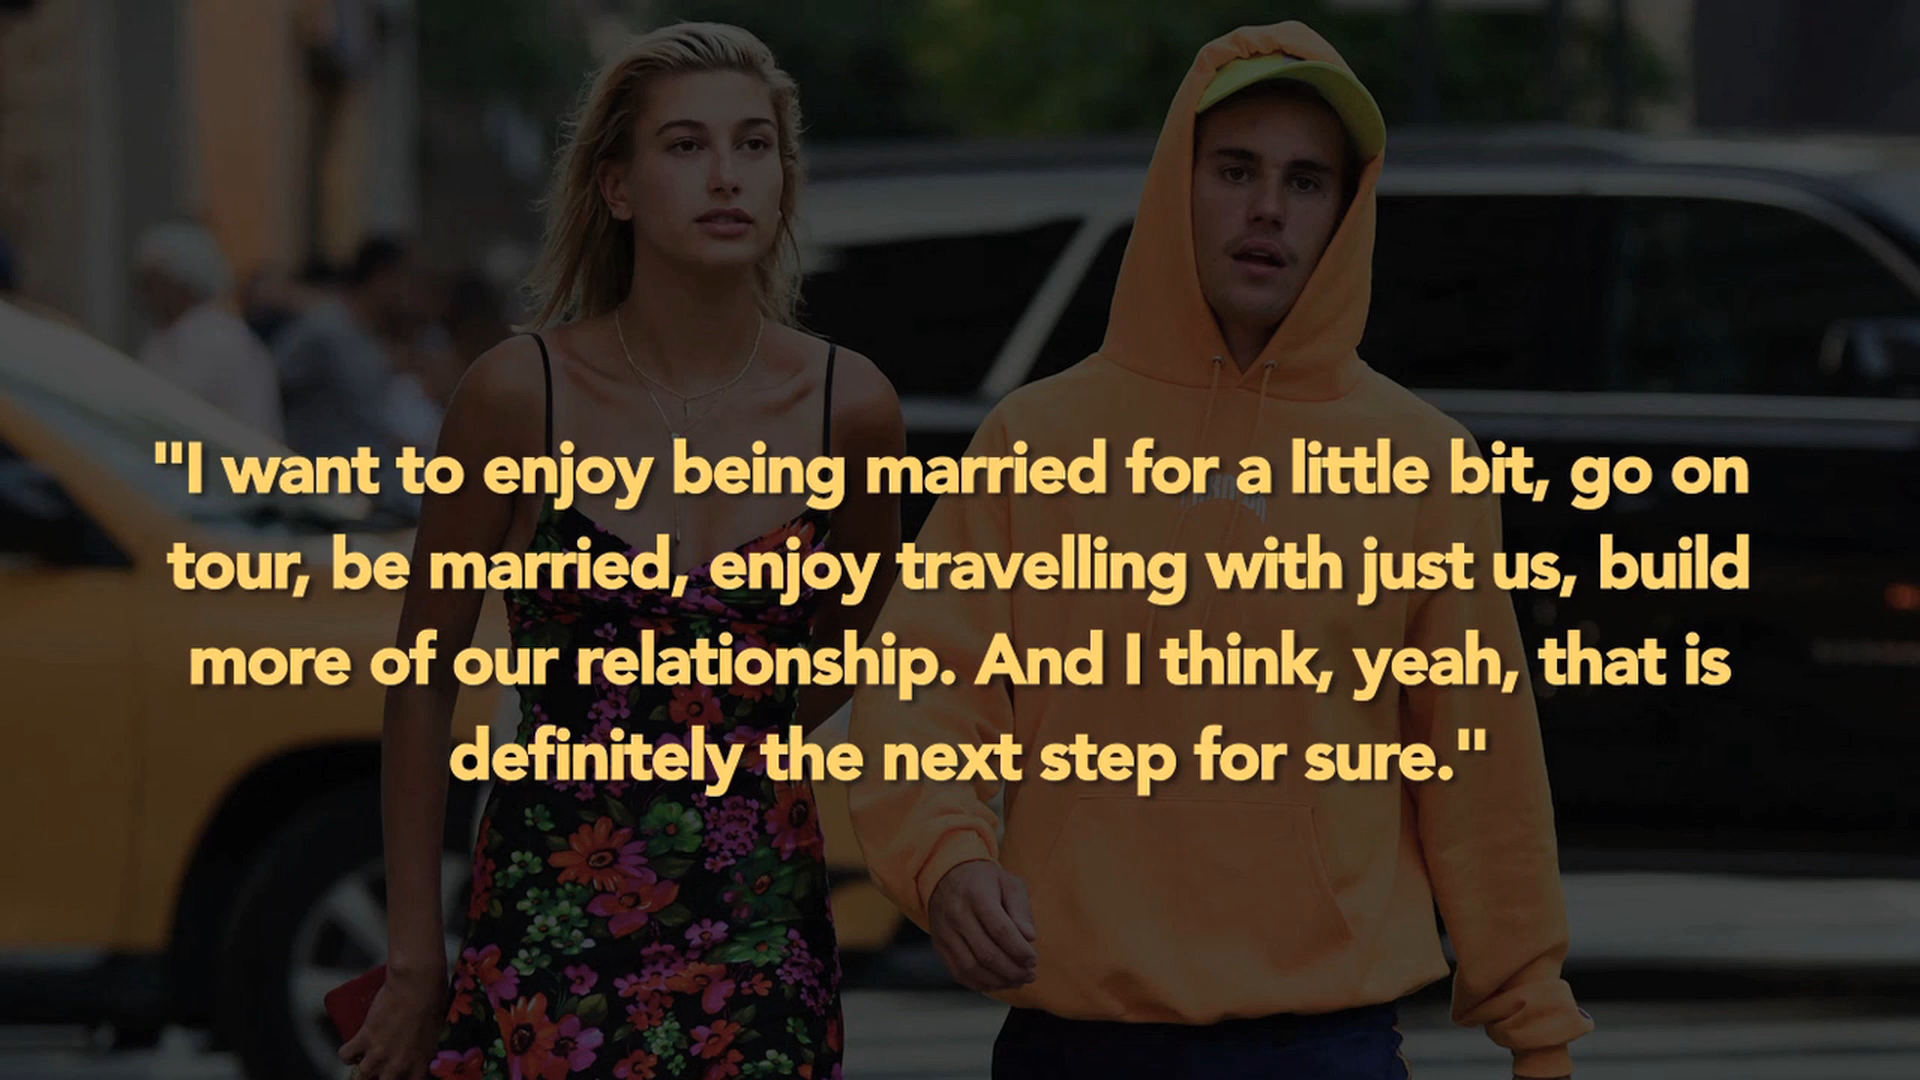 "I want to enjoy being married for a little bit, go on
tour, be married, enjoy travelling with just us, build
more of our relationship. And I think, yeah, that is
definitely the next step for sure."